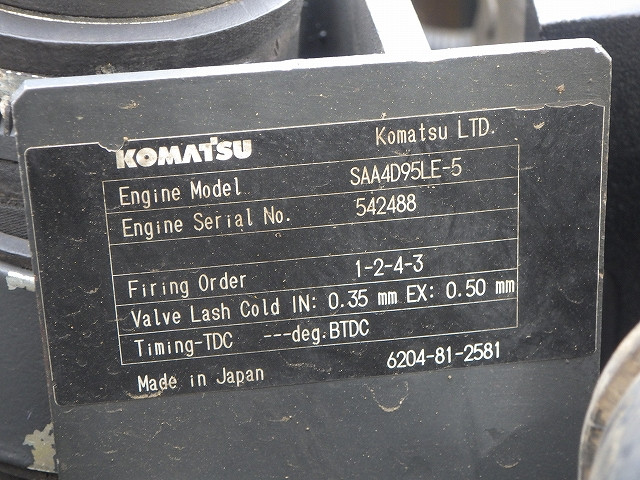 KOMATSU Komatsu LTD.
Engine Model SAA4D95LE-5
Engine Serial No. 542488
Firing Order 1-2-4-3
Valve Lash Cold IN: 0.35 mm EX: 0.50 mm
Timing-TDC ---deg.BTDC
Made in Japan 6204-81-2581